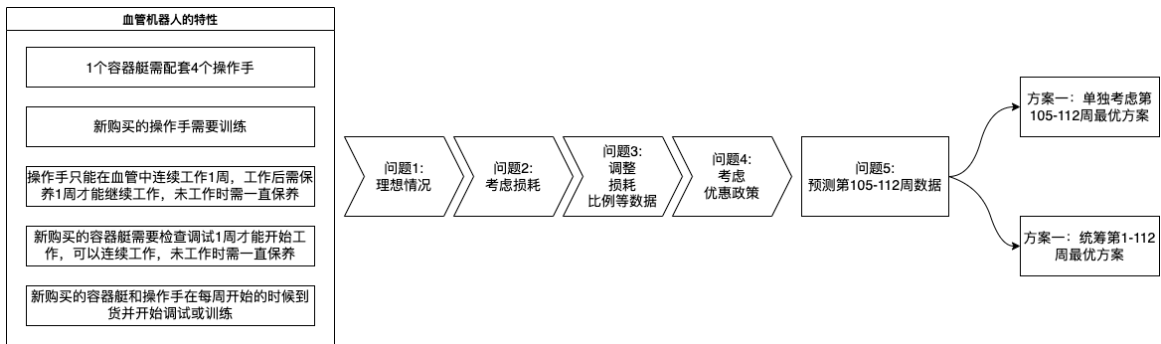 血管机器人的特性
1个容器艇需配套4个操作手
新购买的操作手需要训练
操作手只能在血管中连续工作1周，工作后需保
养1周才能继续工作，未工作时需一直保养
新购买的容器艇需要检查调试1周才能开始工
作，可以连续工作，未工作时需一直保养
新购买的容器艇和操作手在每周开始的时候到
货并开始调试或训练
问题1:
理想情况
问题2:
考虑损耗
问题3:
调整
损耗
比例等数据
问题4:
考虑
优惠政策
问题5:
预测第105-112周数据
方案一：单独考虑第
105-112周最优方案
方案一：统筹第1-112
周最优方案